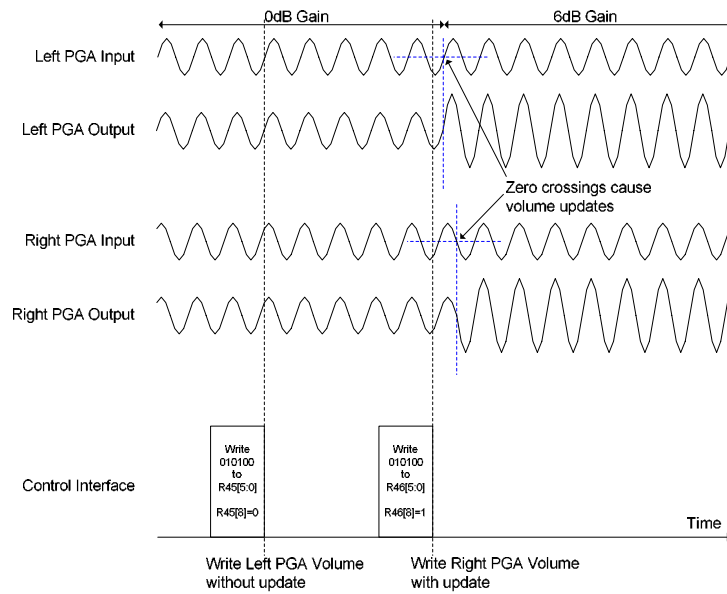 0dB Gain
6dB Gain
Left PGA Input
Left PGA Output
Zero crossings cause
volume updates
Right PGA Input
Right PGA Output
Control Interface
Write
010100
to
R45[5:0]
R45[8]=0
Write
010100
to
R46[5:0]
R46[8]=1
Time
Write Left PGA Volume
without update
Write Right PGA Volume
with update